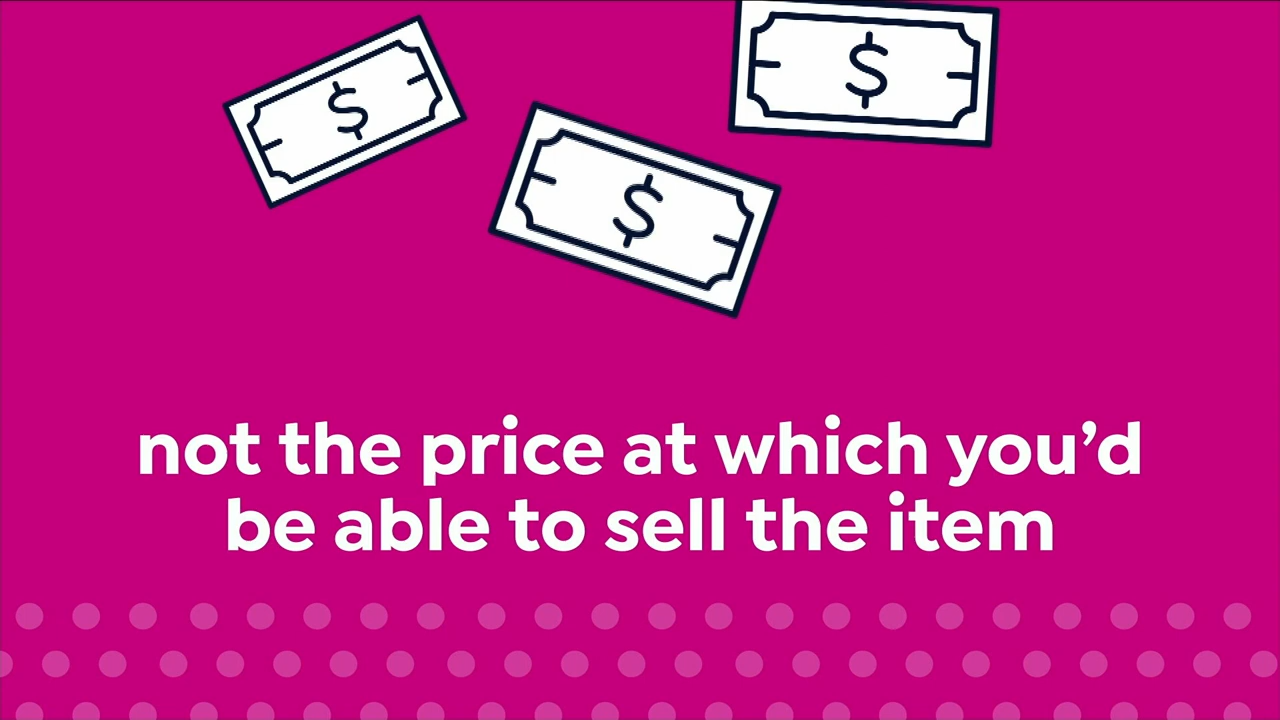 $
$
$
not the price at which you’d
be able to sell the item